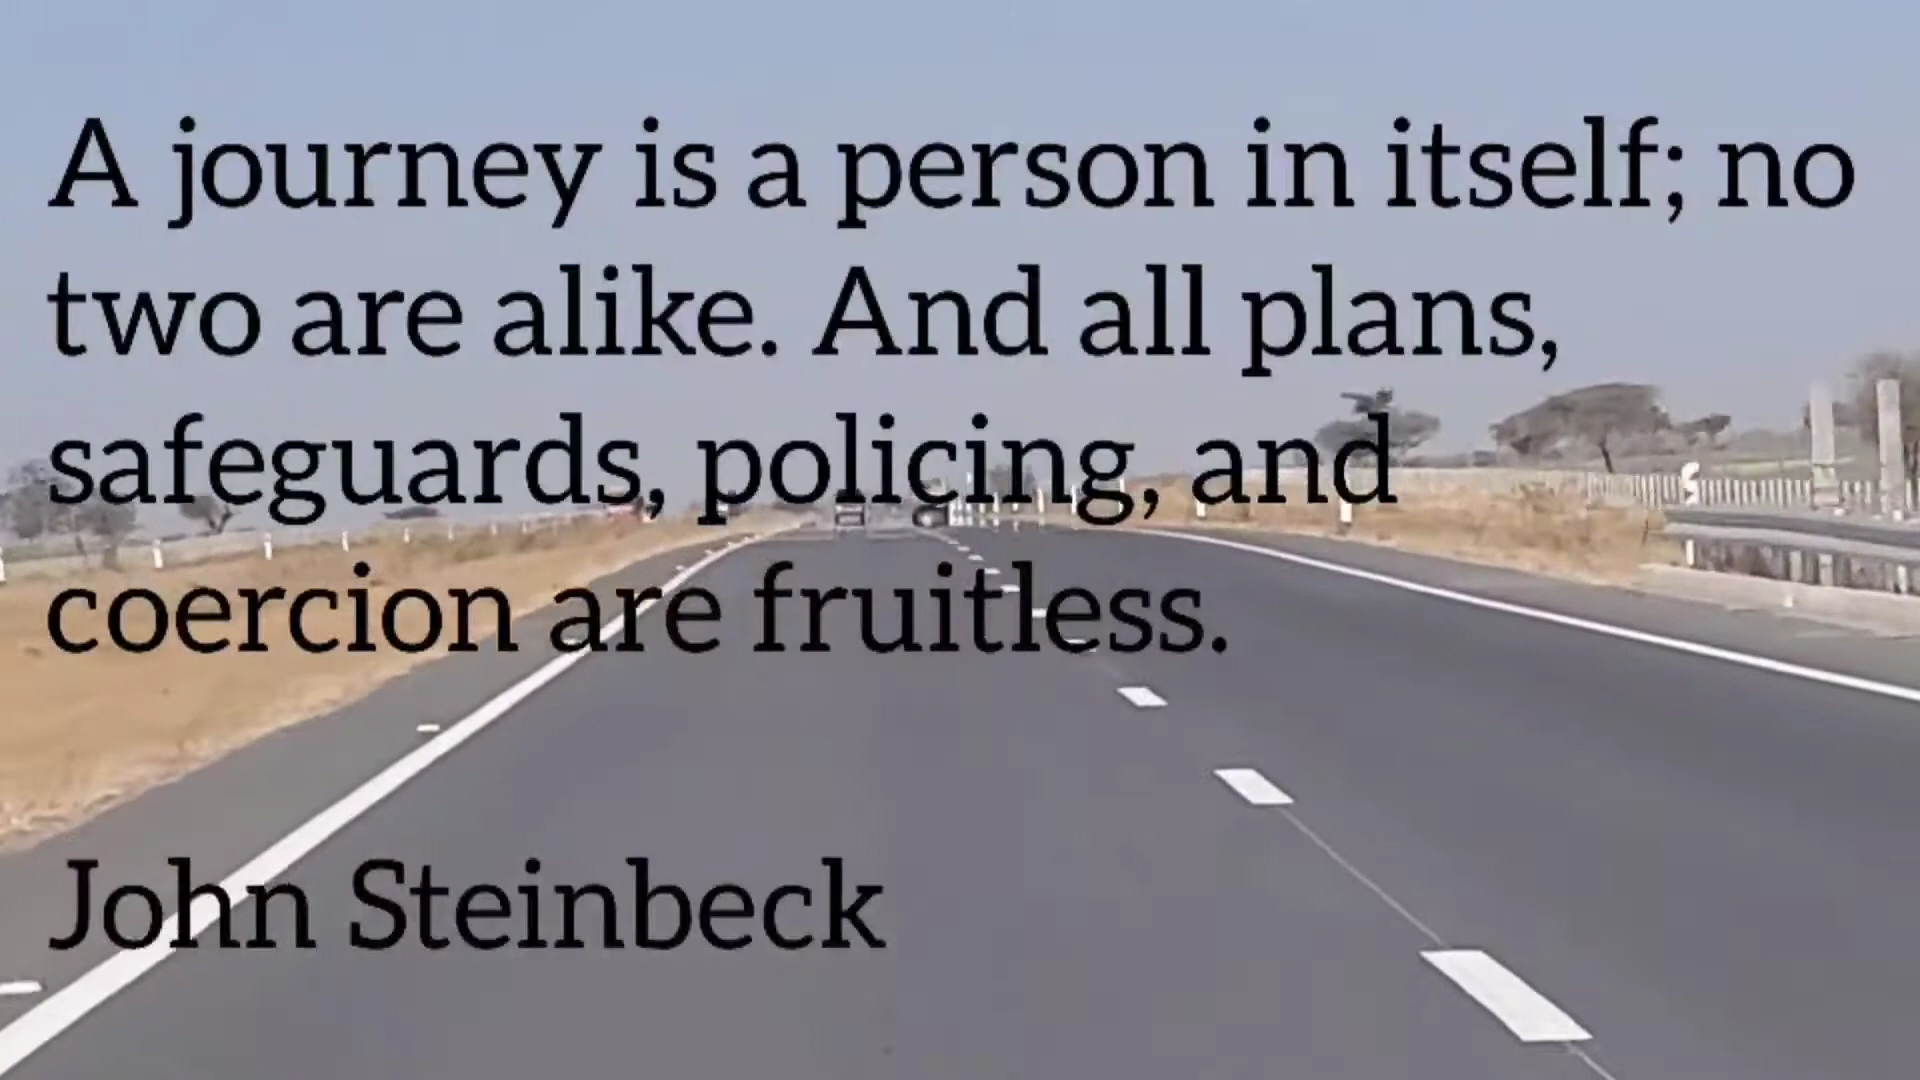 A journey is a person in itself; no
two are alike. And all plans,
safeguards, policing, and
coercion are fruitless.
John Steinbeck